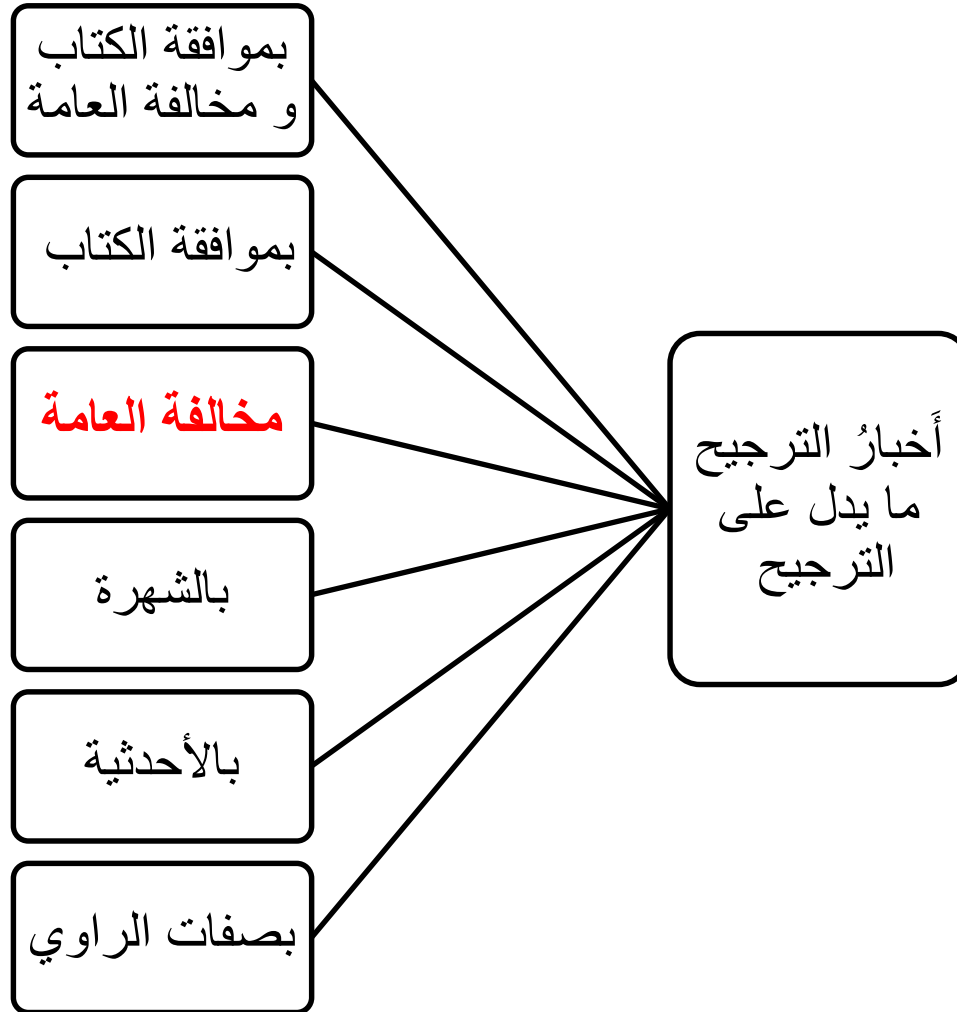 أَخبارُ الترجيح
ما يدل على
الترجيح
بموافقة الكتاب
و مخالفة العامة
بموافقة الكتاب
مخالفة العامة
بالشهرة
بالأحدثية
بصفات الراوي